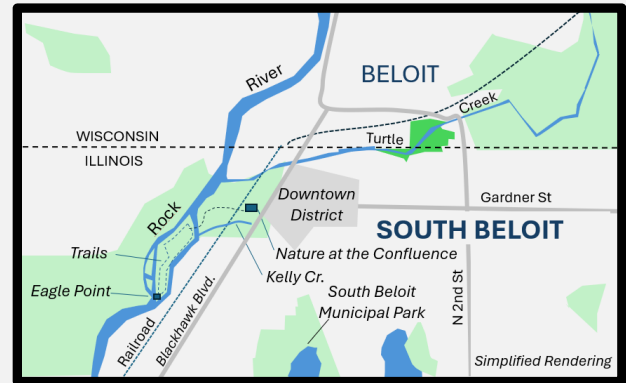 River
BELOIT
Creek
WISCONSIN
Turtle
ILLINOIS
Downtown
District
Gardner St
Rock
SOUTH BELOIT
Trails
Nature at the Confluence
Kelly Cr.
Eagle Point
South Beloit
Municipal Park
N 2nd St
Railroad
Blackhawk Blvd.
Simplified Rendering